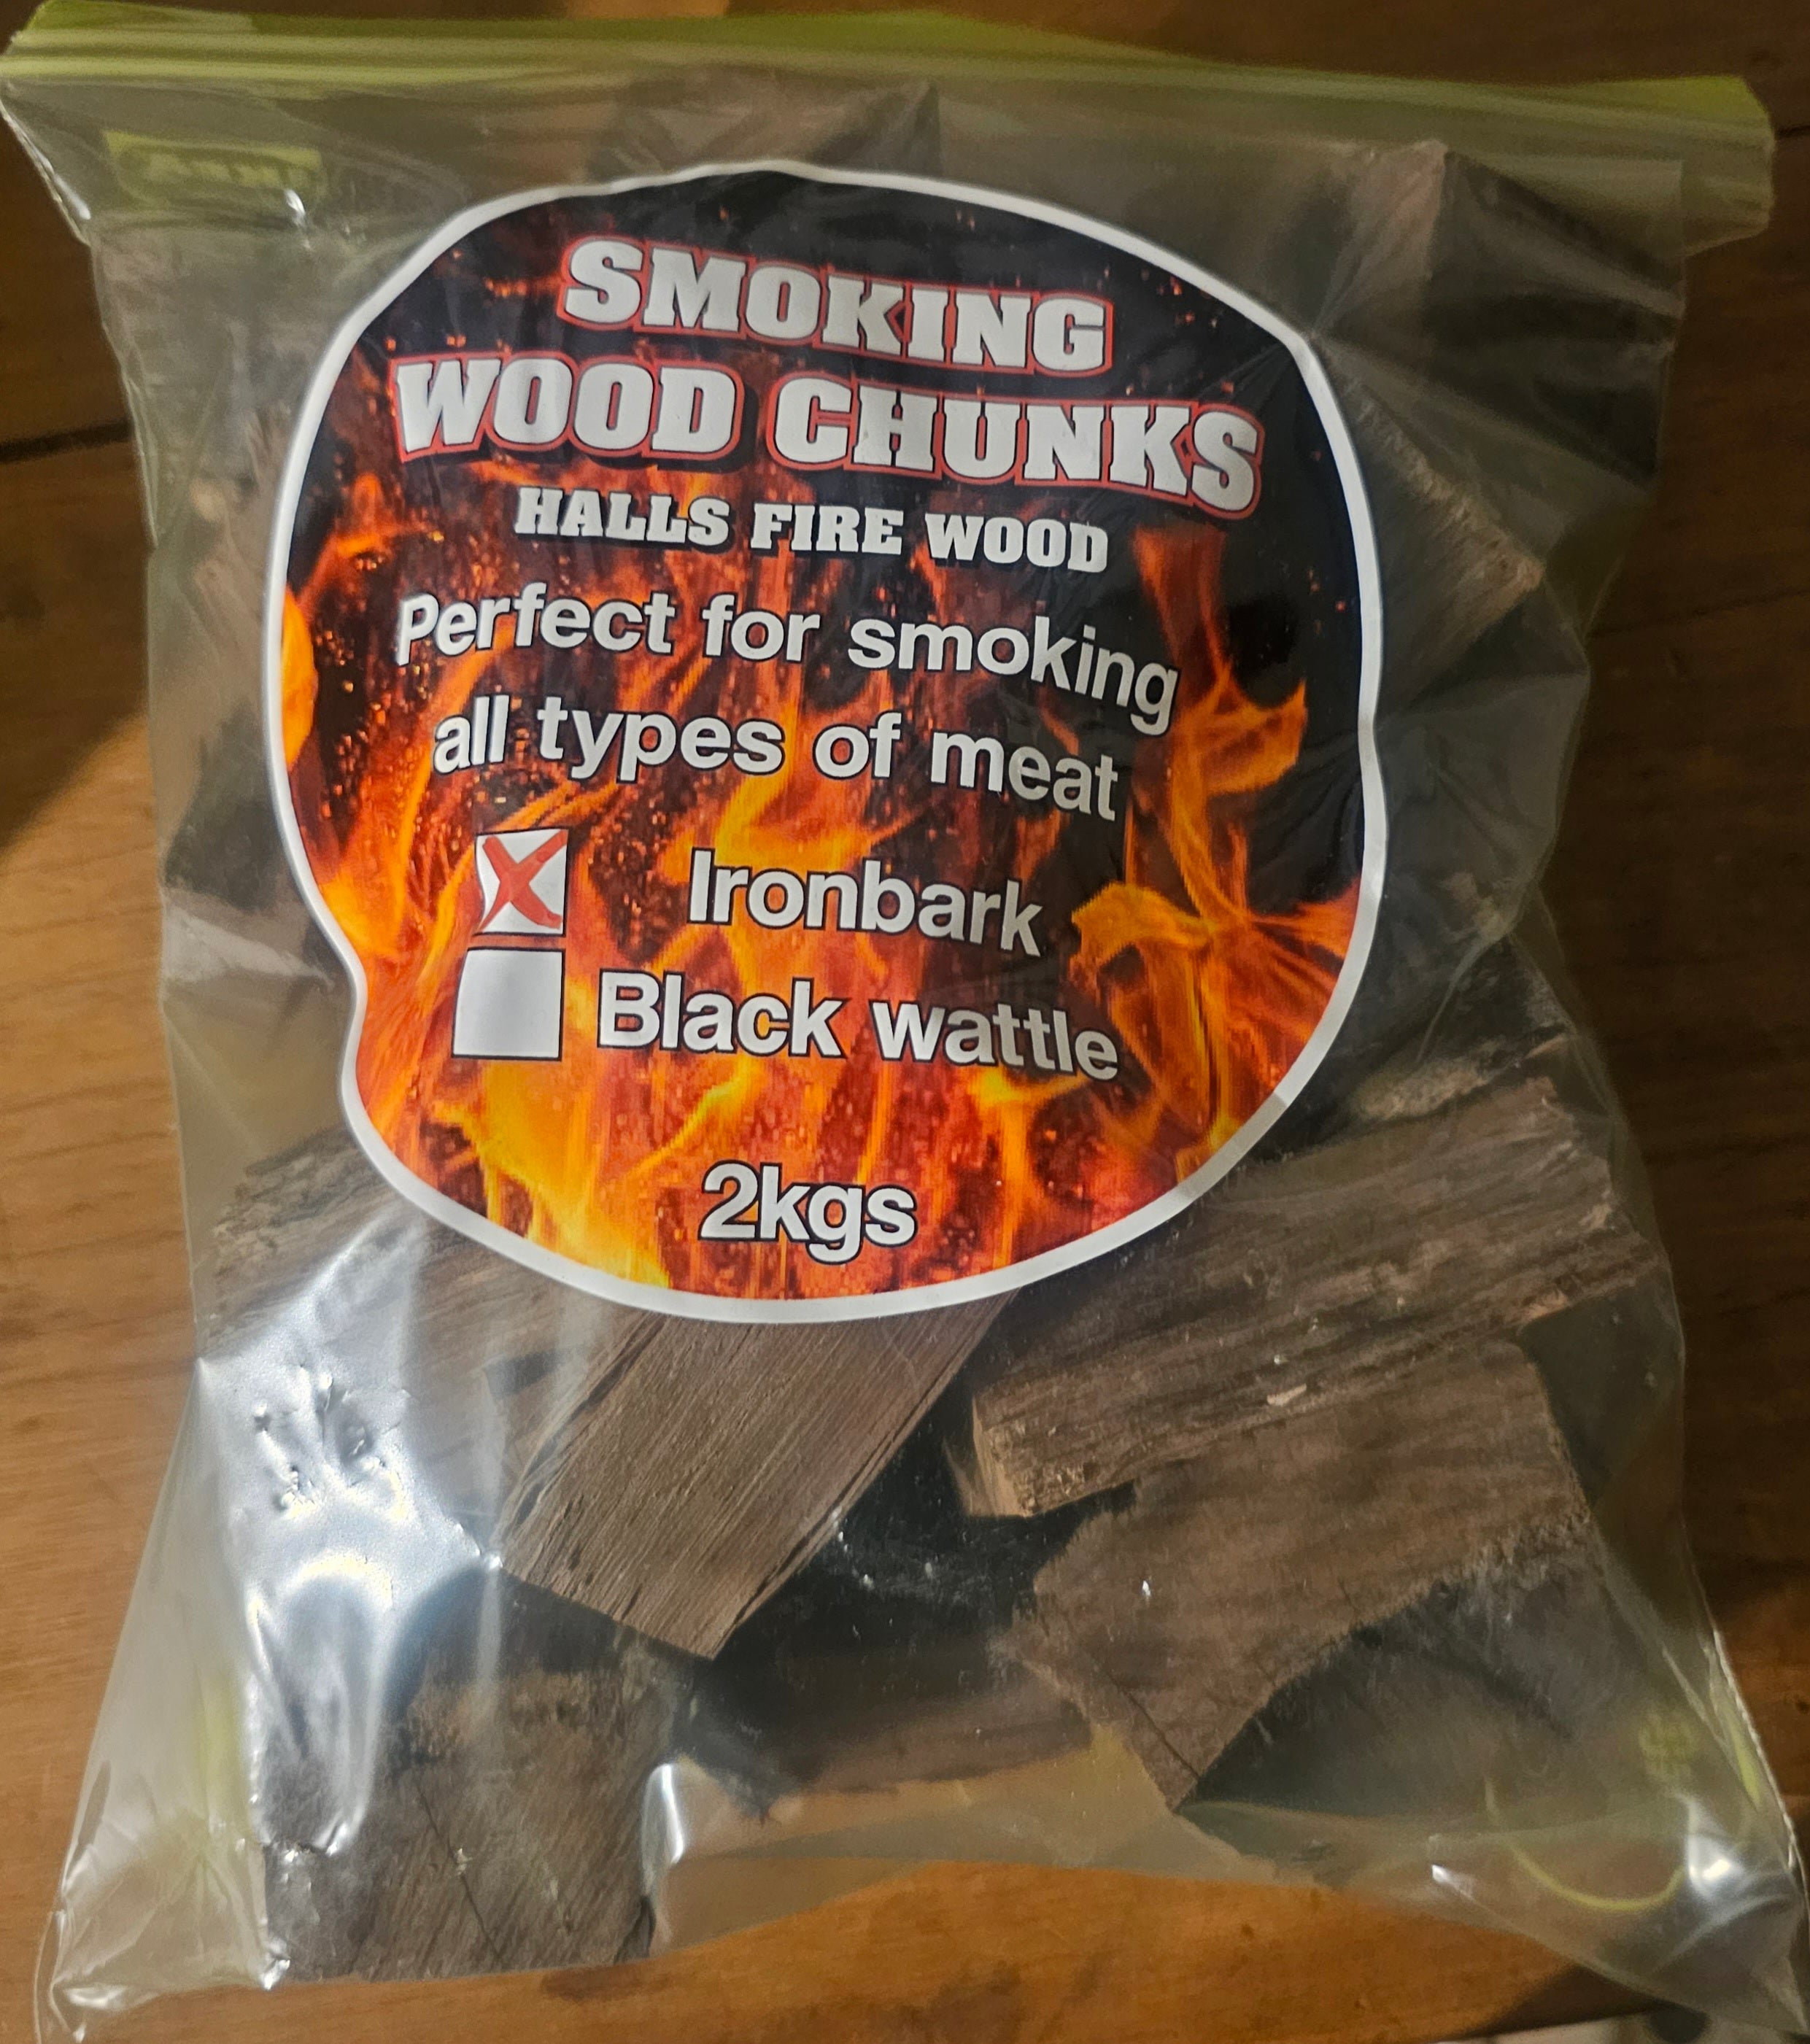 SMOKING
WOOD CHUNKS
HALLS FIRE WOOD
Perfect for smoking
all types of meat
X Ironbark
Black wattle
2kgs